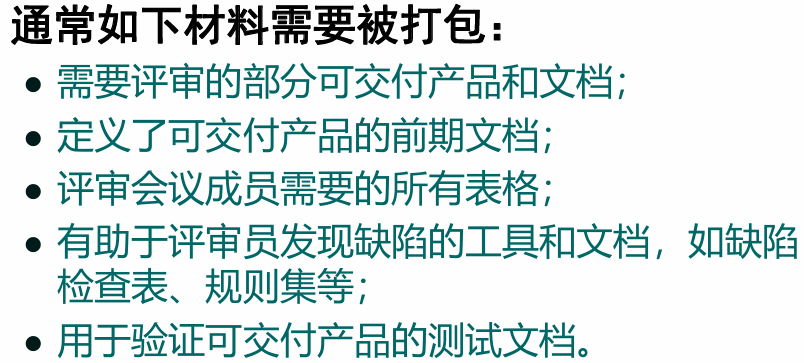 通常如下材料需要被打包：
● 需要评审的部分可交付产品和文档；
● 定义了可交付产品的前期文档；
● 评审会议成员需要的所有表格；
● 有助于评审员发现缺陷的工具和文档，如缺陷
检查表、规则集等；
● 用于验证可交付产品的测试文档。